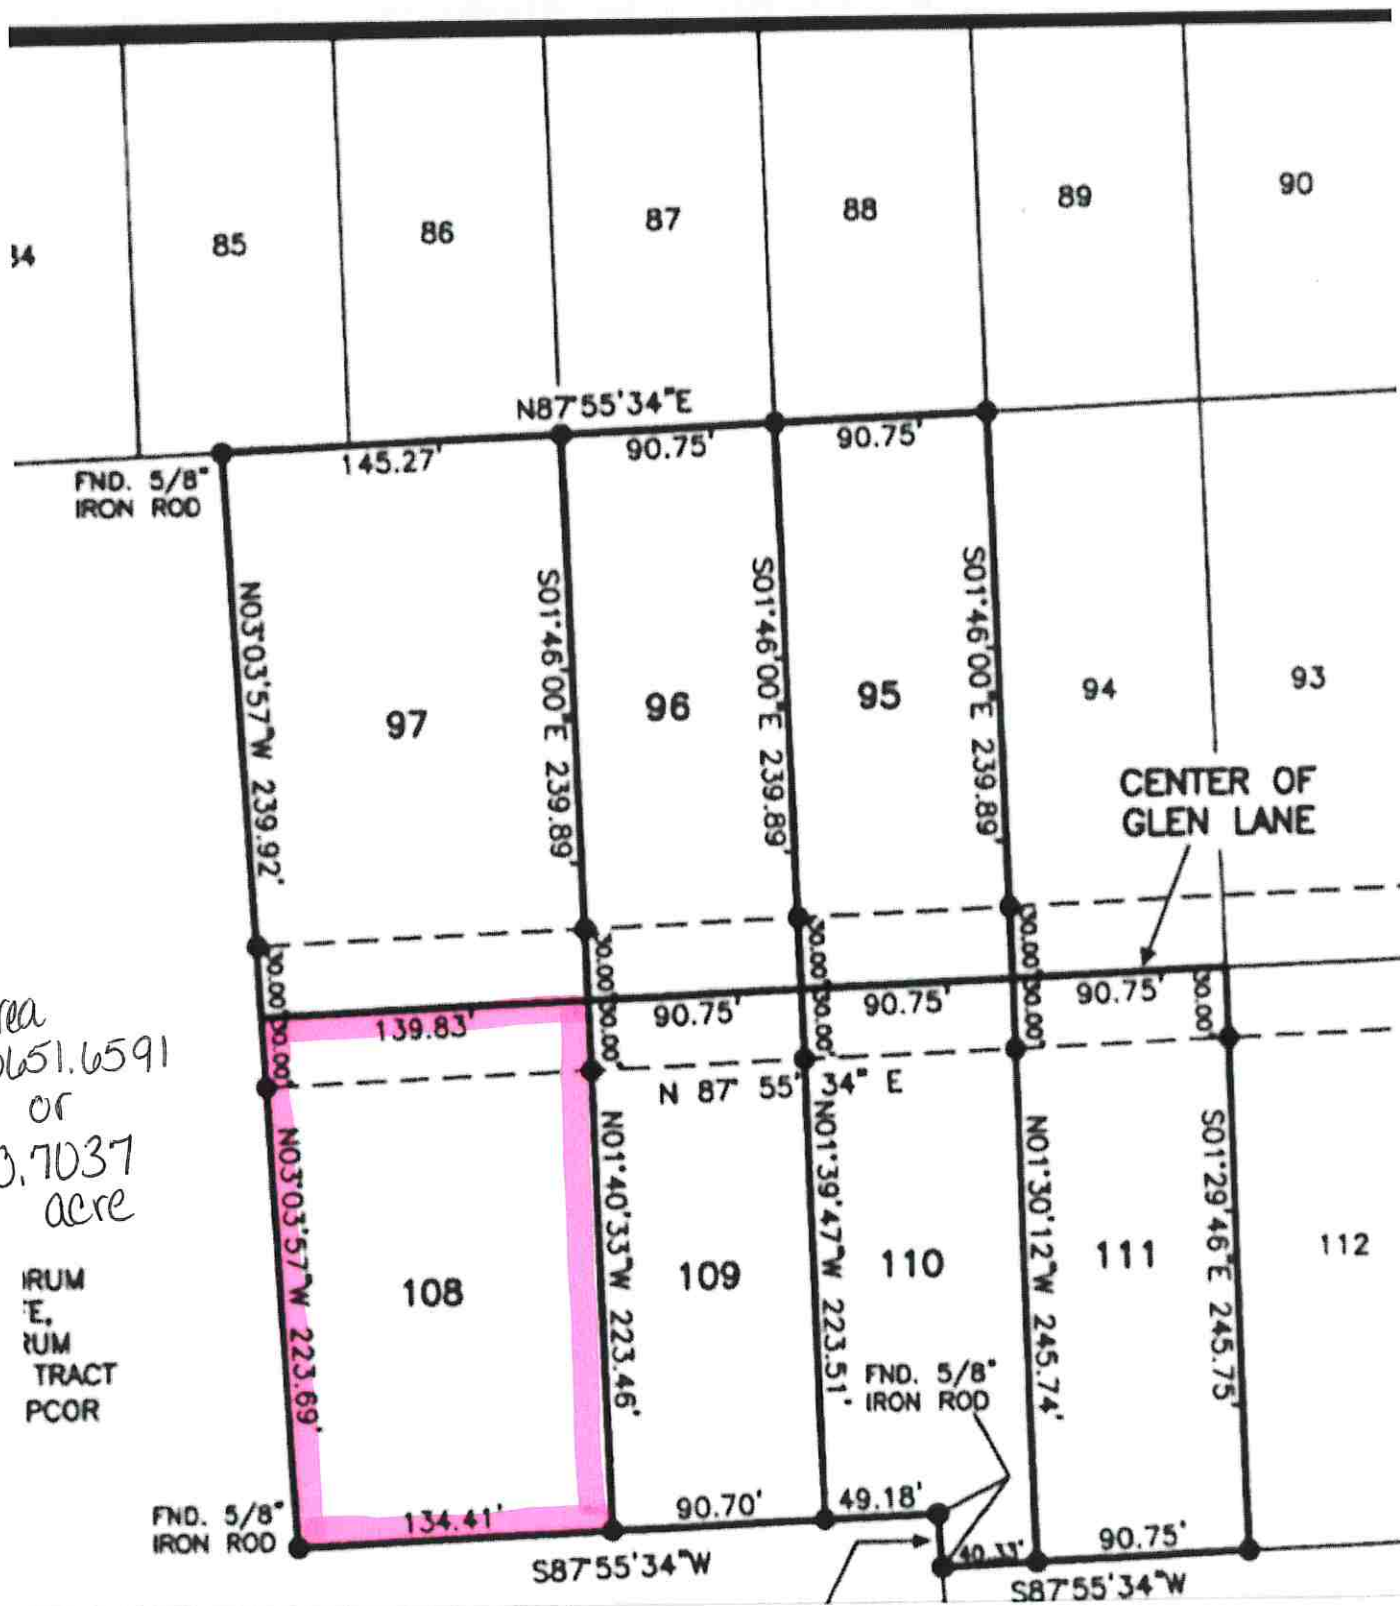 90
89
88
87
86
85
34
N87°55'34"E
145.27'
90.75'
90.75'
FND. 5/8"
IRON ROD
N03°03'57"W 239.92'
S01°46'00"E 239.89'
S01°46'00"E 239.89'
S01°46'00"E 239.89'
97
96
95
94
93
CENTER OF
GLEN LANE
30.00'
30.00'
30.00'
30.00'
30.00'
30.00'
30.00'
30.00'
30.00'
139.83'
90.75'
90.75'
90.75'
N 87° 55' 34" E
651.6591
or
0.7037
acre
TRACT
PCOR
N03°03'57"W 223.69'
N01°40'33"W 223.46'
N01°39'47"W 223.51'
N01°30'12"W 245.74'
S01°29'46"E 245.75'
108
109
110
111
112
FND. 5/8"
IRON ROD
FND. 5/8"
IRON ROD
134.41'
90.70'
49.18'
40.33'
90.75'
S87°55'34"W
S87°55'34"W